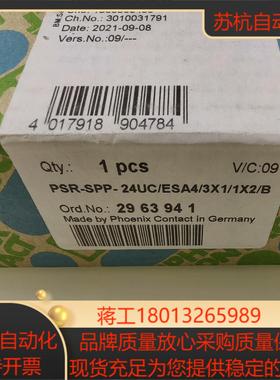 苏杭自动
Ch.No.: 3010031791
Date: 2021-09-08
Vers.No: 09/---
4 017918 904784
Qty.: 1 pcs V/C:09
PSR-SPP- 24UC/ESA4/3X1/1X2/B
Ord.No.: 29 63 94 1
Made by Phoenix Contact in Germany
蒋工18013265989
自动化 品牌质量放心采购质量保
开票 现货充足为您提供近期